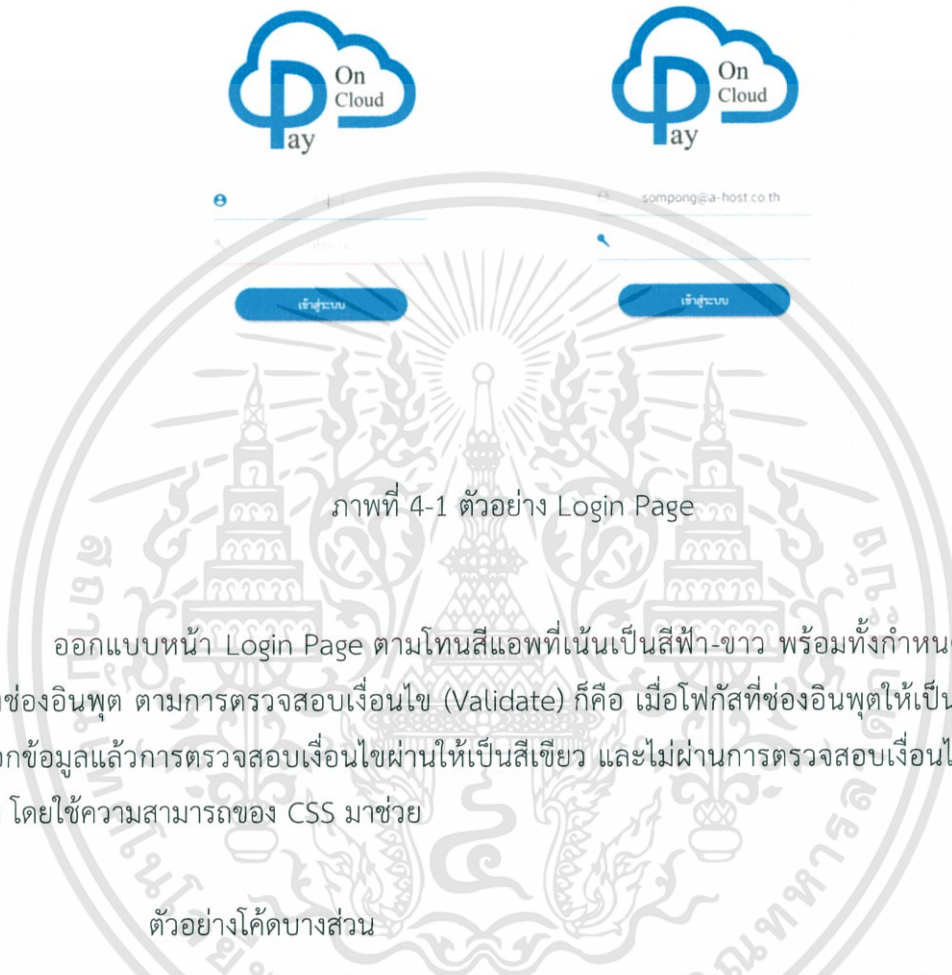 On
Cloud
Pay
On
Cloud
Pay
sompong@a-host.co.th
เข้าสู่ระบบ
เข้าสู่ระบบ
ภาพที่ 4-1 ตัวอย่าง Login Page
ออกแบบหน้า Login Page ตามโทนสีแอพที่เน้นเป็นสีฟ้า-ขาว พร้อมทั้งกำหน
ช่องอินพุต ตามการตรวจสอบเงื่อนไข (Validate) ก็คือ เมื่อโฟกัสที่ช่องอินพุตให้เป็น
อกข้อมูลแล้วการตรวจสอบเงื่อนไขผ่านให้เป็นสีเขียว และไม่ผ่านการตรวจสอบเงื่อนไ
โดยใช้ความสามารถของ CSS มาช่วย
ตัวอย่างโค้ดบางส่วน